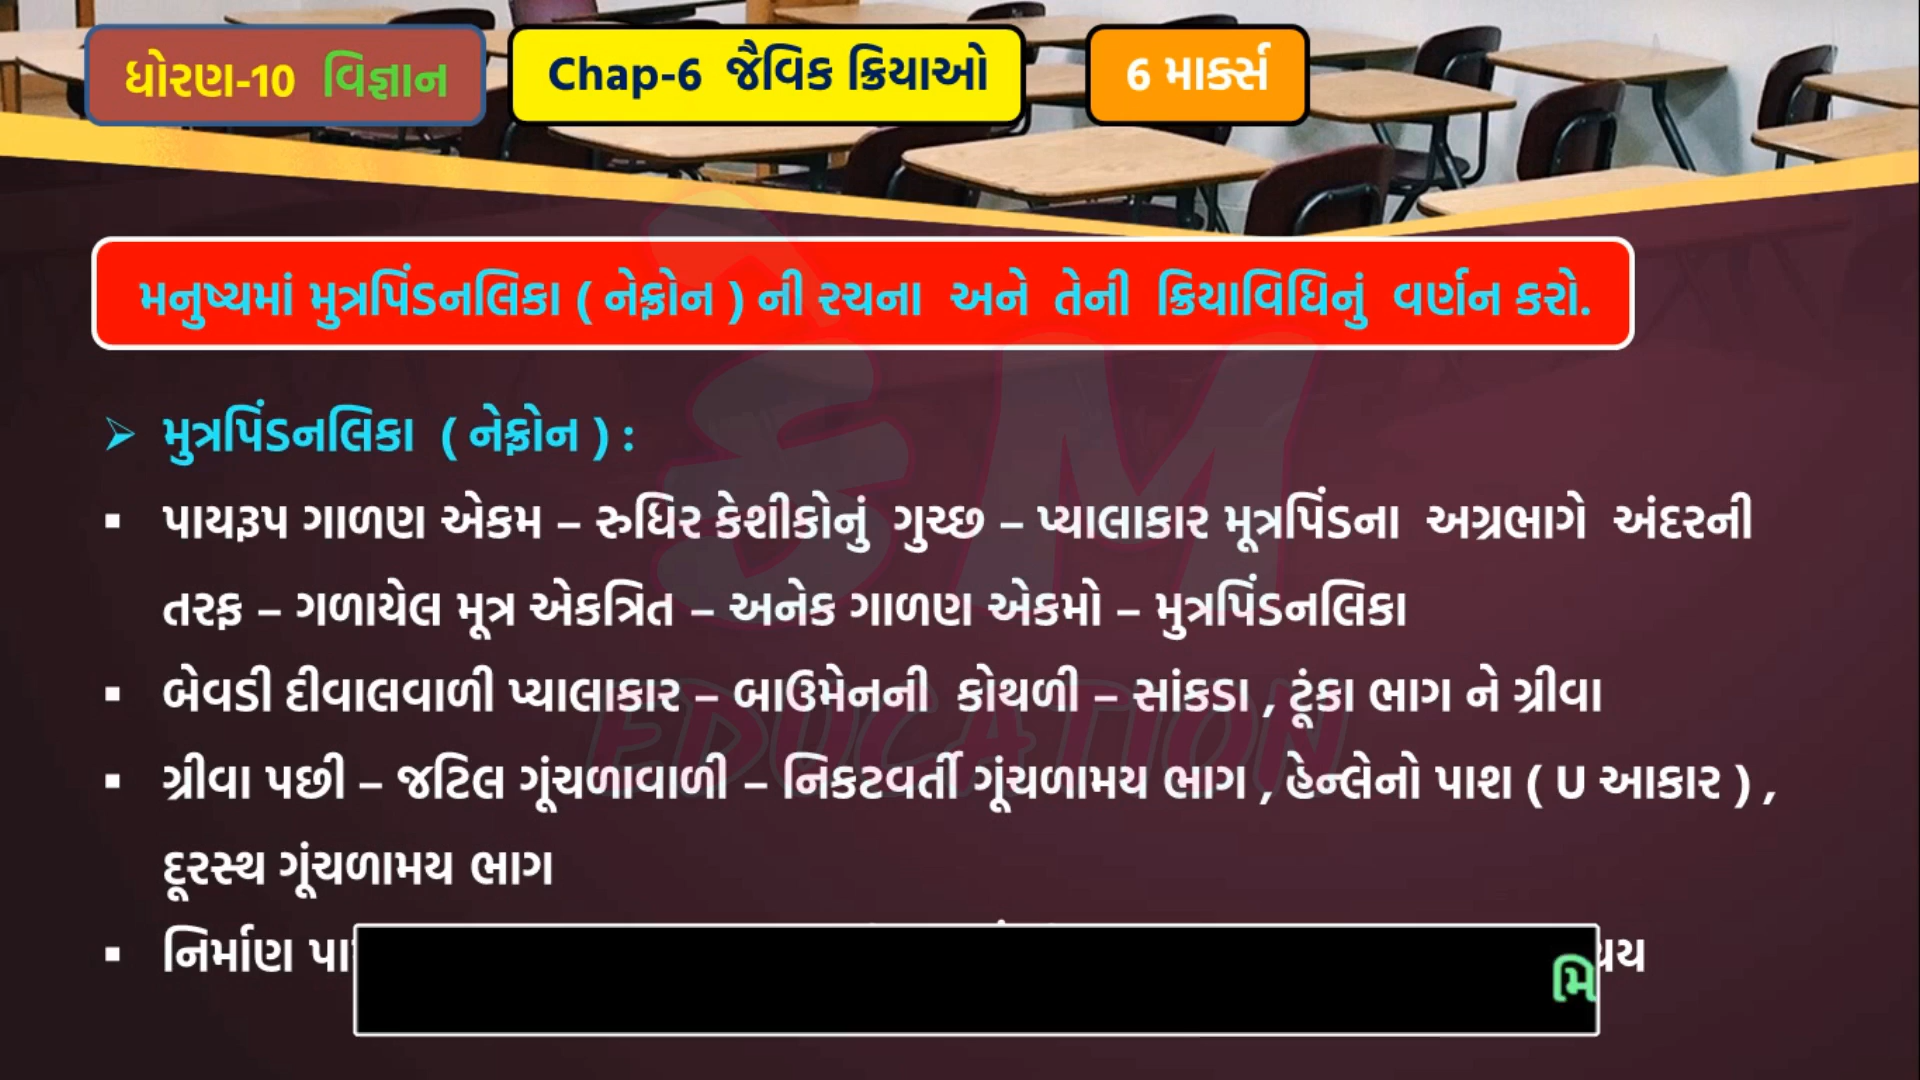 ધોરણ-10 વિજ્ઞાન
Chap-6 જૈવિક ક્રિયાઓ
6 માર્ક્સ
મનુષ્યમાં મુત્રપિંડનલિકા ( નેફ્રોન ) ની રચના અને તેની ક્રિયાવિધિનું વર્ણન કરો.
મુત્રપિંડનલિકા ( નેફ્રોન ) :
પાયરૂપ ગાળણ એકમ – રુધિર કેશીકોનું ગુચ્છ – પ્યાલાકાર મૂત્રપિંડના અગ્રભાગે અંદરની
તરફ – ગળાયેલ મૂત્ર એકત્રિત – અનેક ગાળણ એકમો – મુત્રપિંડનલિકા
બેવડી દીવાલવાળી પ્યાલાકાર – બાઉમેનની કોથળી – સાંકડા , ટૂંકા ભાગ ને ગ્રીવા
ગ્રીવા પછી – જટિલ ગૂંચળાવાળી – નિકટવર્તી ગૂંચળામય ભાગ , હેન્લેનો પાશ ( U આકાર ) ,
દૂરસ્થ ગૂંચળામય ભાગ
નિર્માણ
SM
EDUCATION